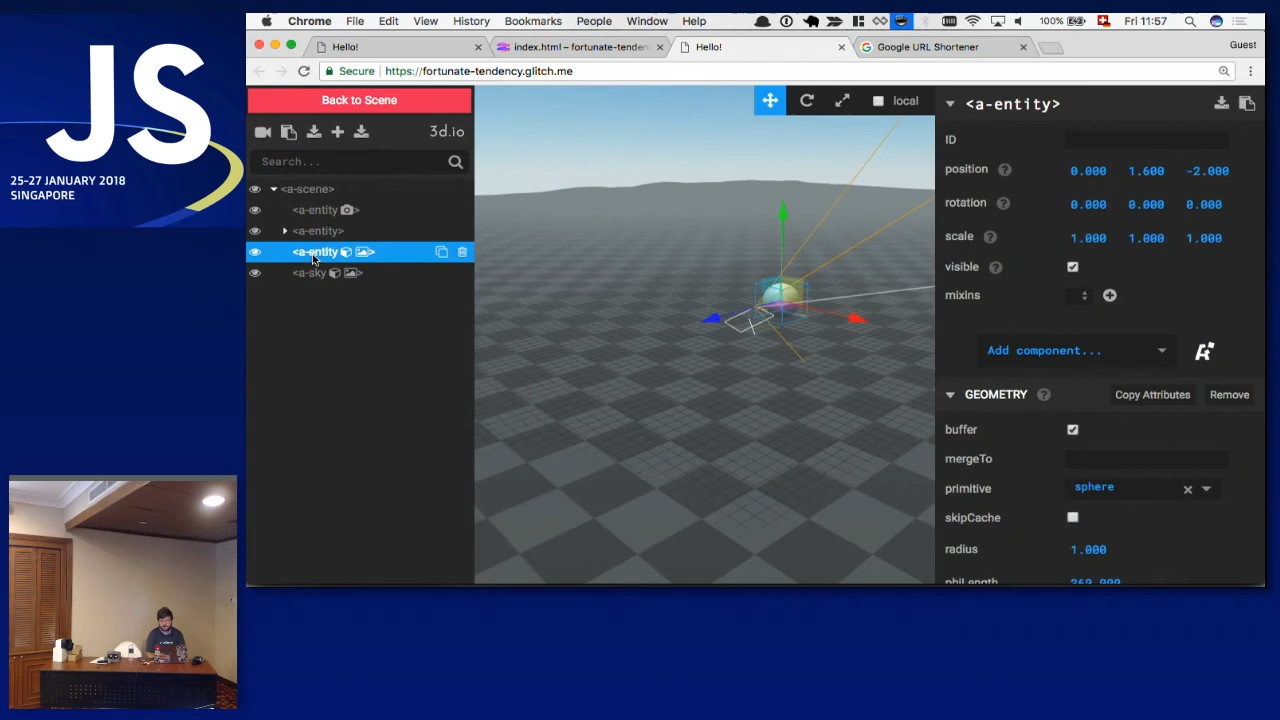 JS
25-27 JANUARY 2018
SINGAPORE
Chrome File Edit View History Bookmarks People Window Help 100% Fri 11:57
Hello! index.html – fortunate-tenden Hello! Google URL Shortener Guest
Secure https://fortunate-tendency.glitch.me
Back to Scene
3d.io
Search...
<a-scene>
<a-entity >
<a-entity>
<a-entity >
<a-sky >
local
<a-entity>
ID
position 0.000 1.600 -2.000
rotation 0.000 0.000 0.000
scale 1.000 1.000 1.000
visible
mixins
Add component...
GEOMETRY Copy Attributes Remove
buffer
mergeTo
primitive sphere
skipCache
radius 1.000
phiLength 360.000